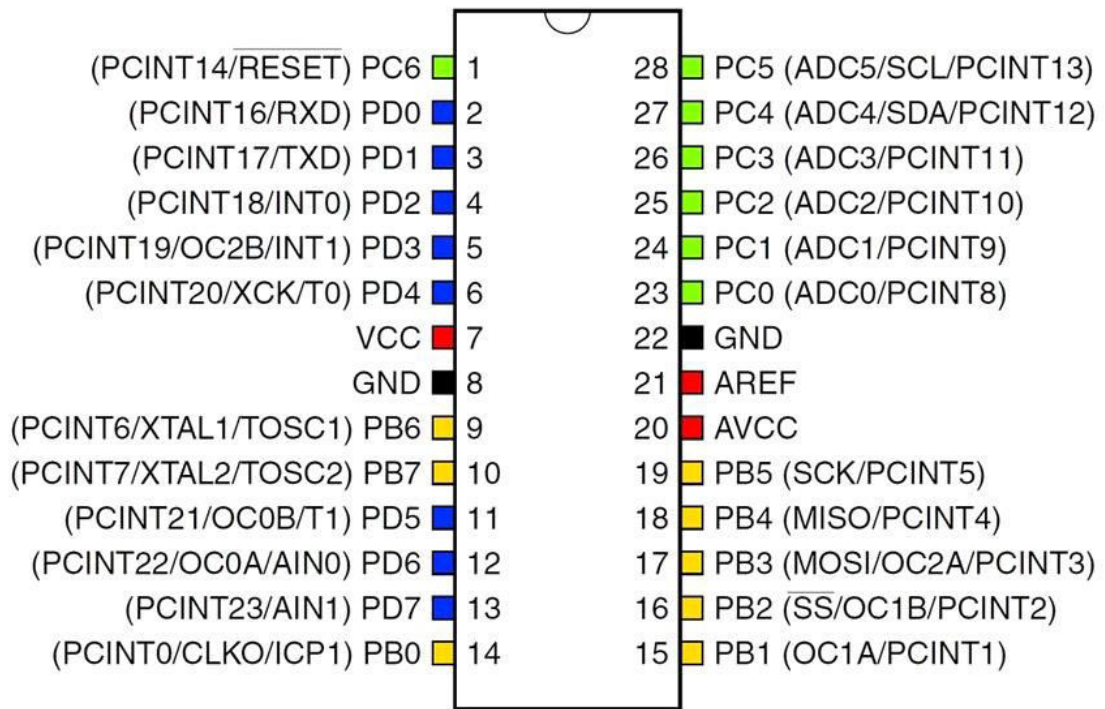 (PCINT14/RESET) PC6 1 28 PC5 (ADC5/SCL/PCINT13)
(PCINT16/RXD) PD0 2 27 PC4 (ADC4/SDA/PCINT12)
(PCINT17/TXD) PD1 3 26 PC3 (ADC3/PCINT11)
(PCINT18/INT0) PD2 4 25 PC2 (ADC2/PCINT10)
(PCINT19/OC2B/INT1) PD3 5 24 PC1 (ADC1/PCINT9)
(PCINT20/XCK/T0) PD4 6 23 PC0 (ADC0/PCINT8)
VCC 7 22 GND
GND 8 21 AREF
(PCINT6/XTAL1/TOSC1) PB6 9 20 AVCC
(PCINT7/XTAL2/TOSC2) PB7 10 19 PB5 (SCK/PCINT5)
(PCINT21/OC0B/T1) PD5 11 18 PB4 (MISO/PCINT4)
(PCINT22/OC0A/AIN0) PD6 12 17 PB3 (MOSI/OC2A/PCINT3)
(PCINT23/AIN1) PD7 13 16 PB2 (SS/OC1B/PCINT2)
(PCINT0/CLKO/ICP1) PB0 14 15 PB1 (OC1A/PCINT1)